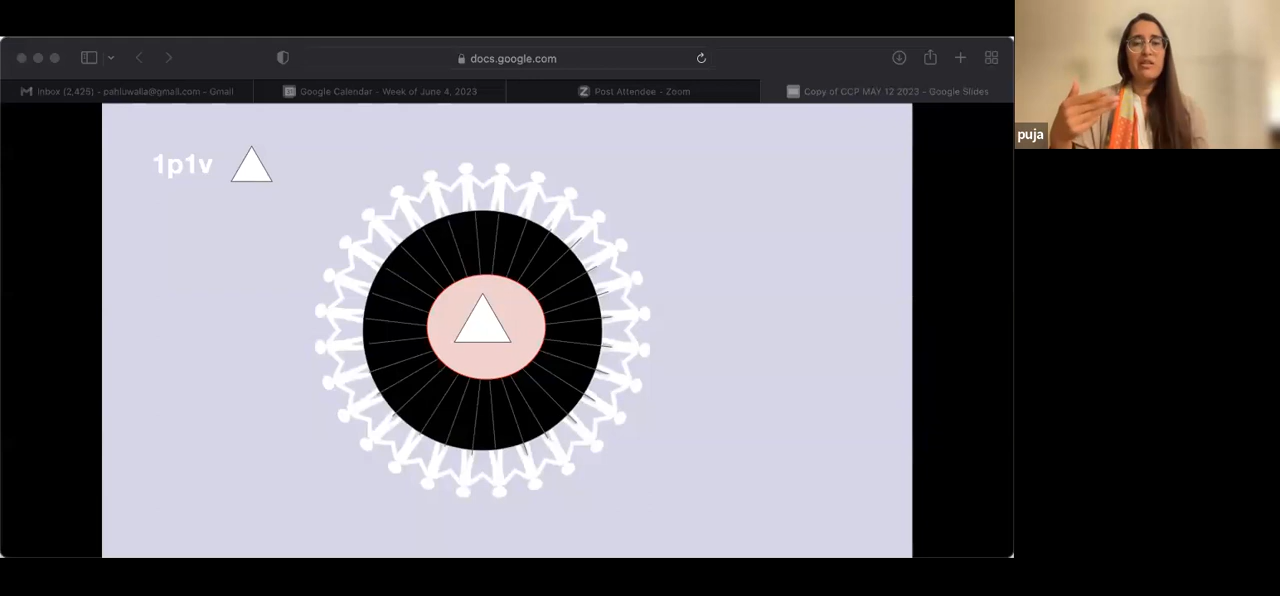 docs.google.com
Inbox (2,425) - pahluwalia@gmail.com - Gmail
Google Calendar - Week of June 4, 2023
Post Attendee - Zoom
Copy of CCP MAY 12 2023 - Google Slides
puja
1p1v